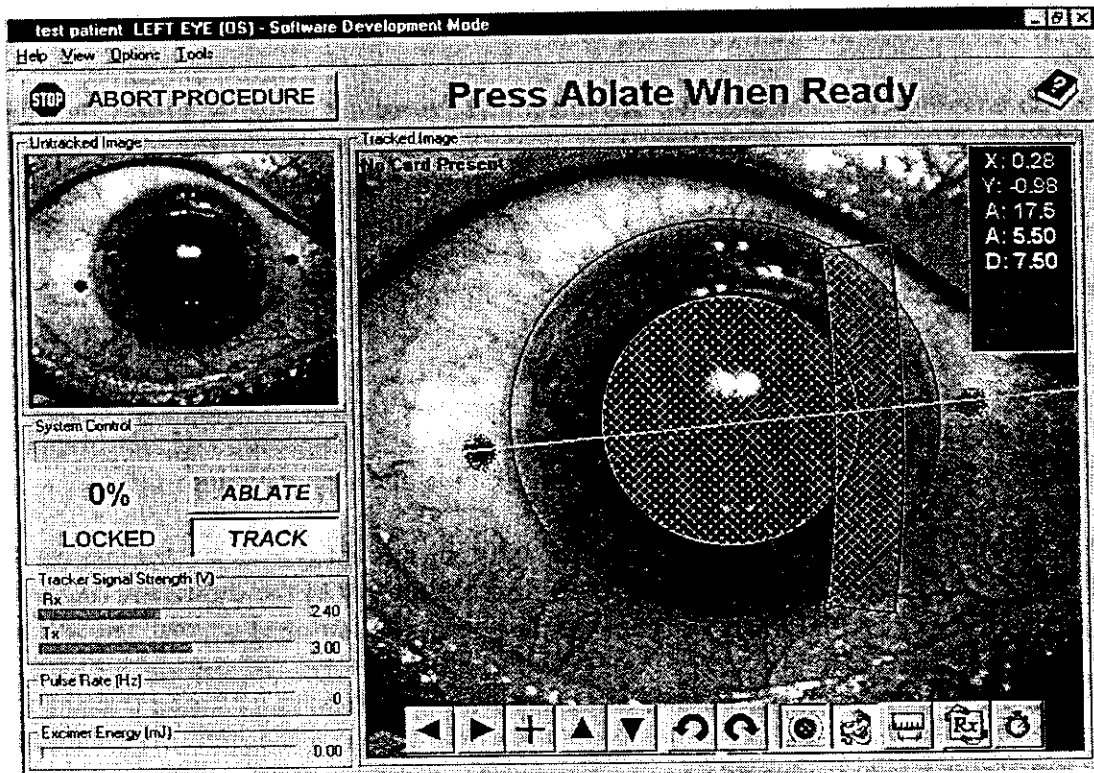 test patient LEFT EYE (OS) - Software Development Mode
Help View Options Tools
STOP ABORT PROCEDURE
Press Ablate When Ready
?
Untracked Image
Tracked Image
No Card Present
X: 0.28
Y: -0.98
A: 17.5
A: 5.50
D: 7.50
System Control
0% ABLATE
LOCKED TRACK
Tracker Signal Strength (V)
Rx
2.40
Tx
3.00
Pulse Rate (Hz)
0
Excimer Energy (mJ)
0.00
Rx